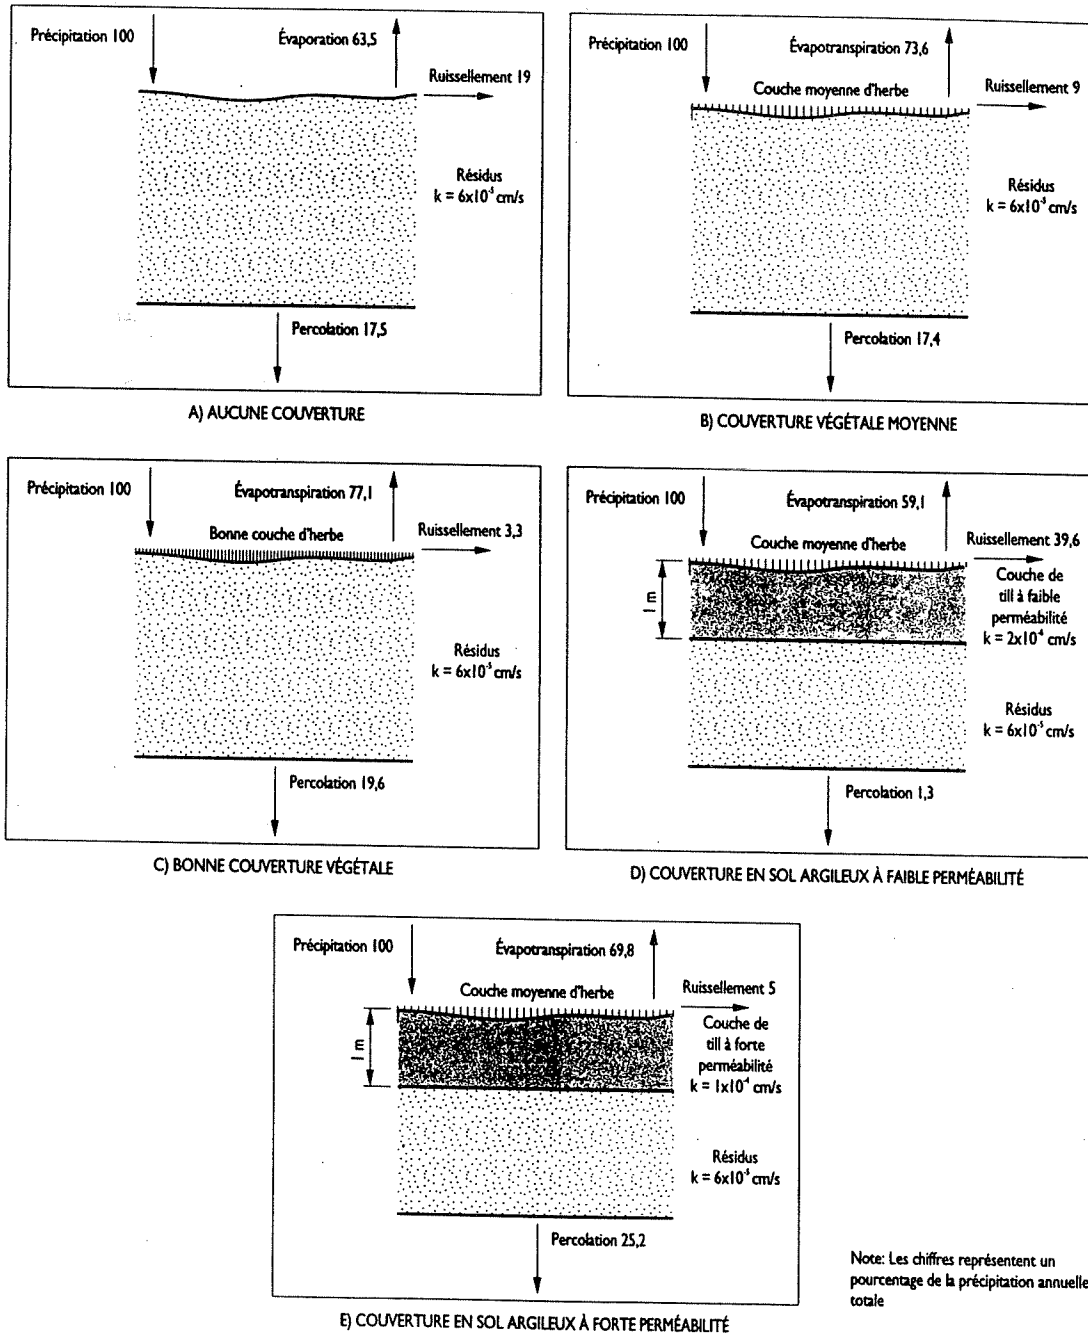 Précipitation 100
Évaporation 63,5
Ruissellement 19
Résidus
k = 6x10⁻⁵ cm/s
Percolation 17,5
A) AUCUNE COUVERTURE
Précipitation 100
Évapotranspiration 73,6
Couche moyenne d'herbe
Ruissellement 9
Résidus
k = 6x10⁻⁵ cm/s
Percolation 17,4
B) COUVERTURE VÉGÉTALE MOYENNE
Précipitation 100
Évapotranspiration 77,1
Bonne couche d'herbe
Ruissellement 3,3
Résidus
k = 6x10⁻⁵ cm/s
Percolation 19,6
C) BONNE COUVERTURE VÉGÉTALE
Précipitation 100
Évapotranspiration 59,1
Couche moyenne d'herbe
Ruissellement 39,6
1 m
Couche de
till à faible
perméabilité
k = 2x10⁻⁶ cm/s
Résidus
k = 6x10⁻⁵ cm/s
Percolation 1,3
D) COUVERTURE EN SOL ARGILEUX À FAIBLE PERMÉABILITÉ
Précipitation 100
Évapotranspiration 69,8
Couche moyenne d'herbe
Ruissellement 5
1 m
Couche de
till à forte
perméabilité
k = 1x10⁻⁴ cm/s
Résidus
k = 6x10⁻⁵ cm/s
Percolation 25,2
E) COUVERTURE EN SOL ARGILEUX À FORTE PERMÉABILITÉ
Note: Les chiffres représentent un
pourcentage de la précipitation annuelle
totale